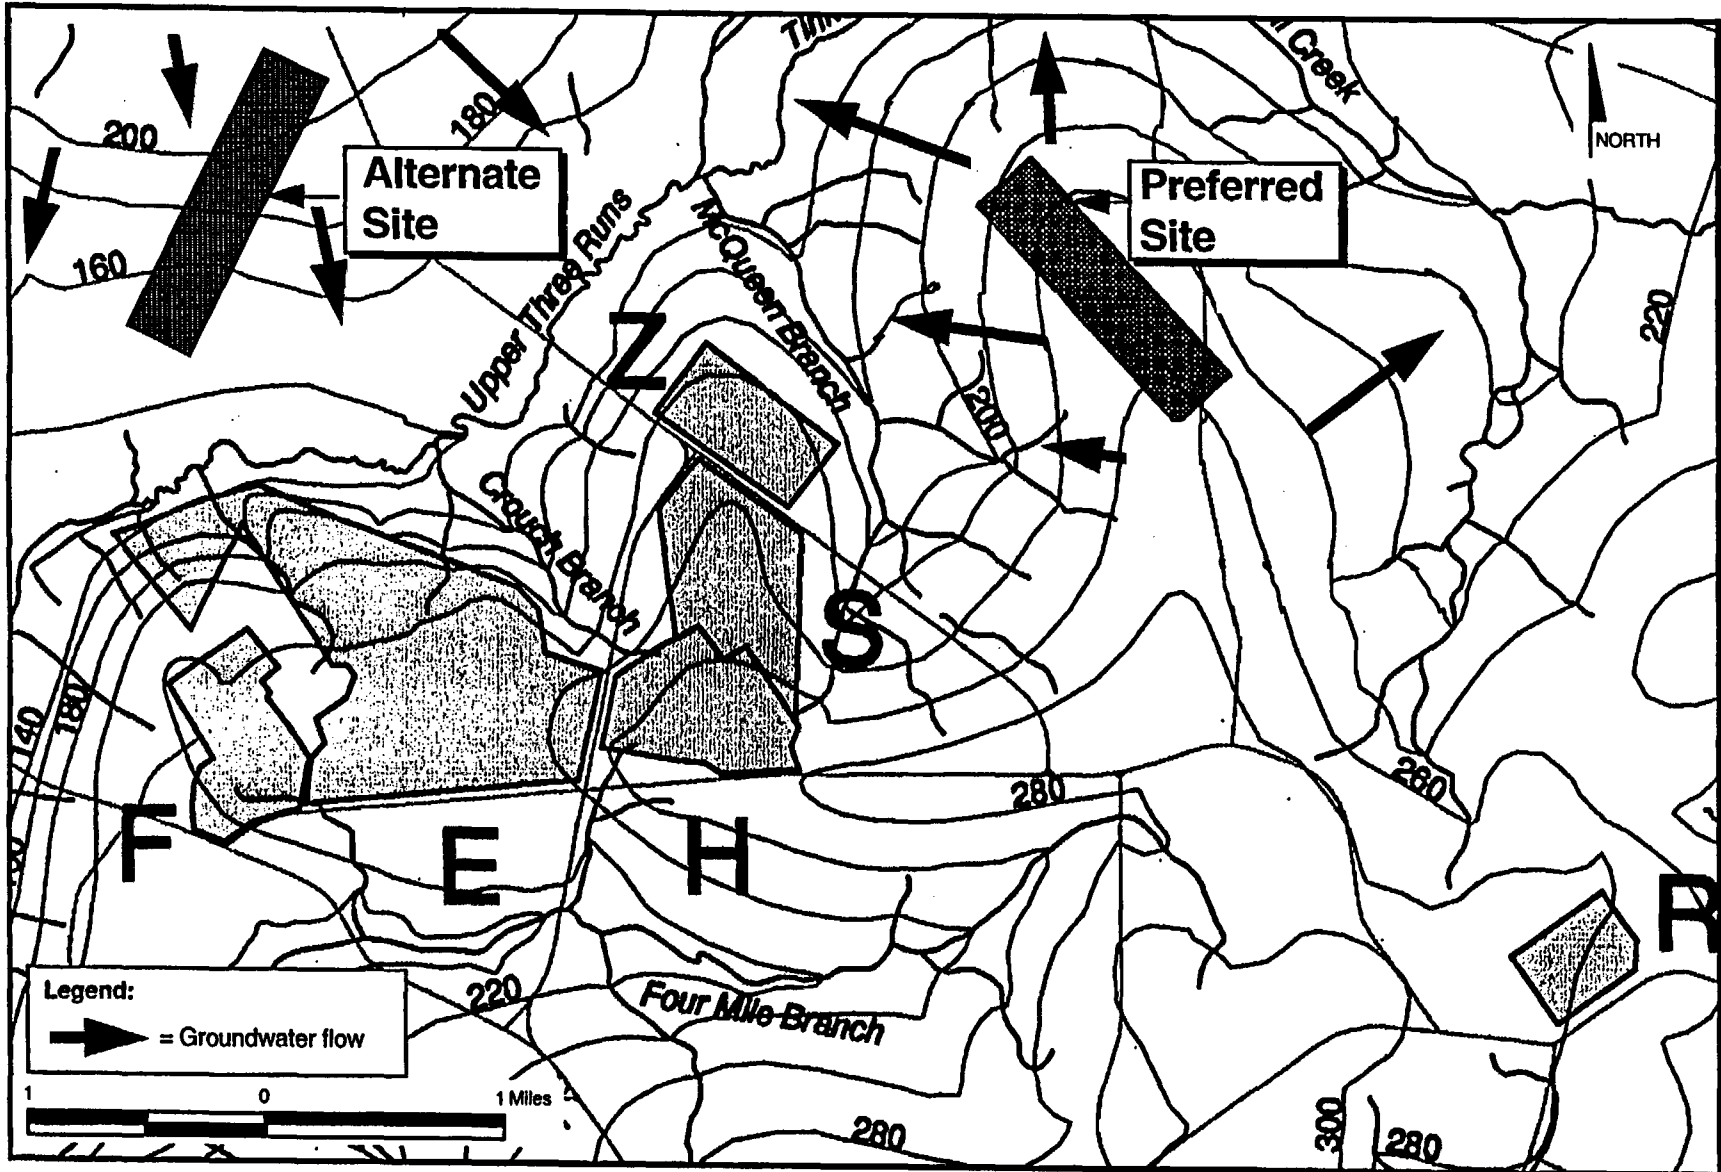 Creek
NORTH
200
180
Alternate
Site
Preferred
Site
160
Upper Three Runs
McQueen Branch
220
Z
200
Crouch Branch
S
140
180
260
280
F
E
H
R
220
Four Mile Branch
Legend:
= Groundwater flow
1 0 1 Miles
280
300
280